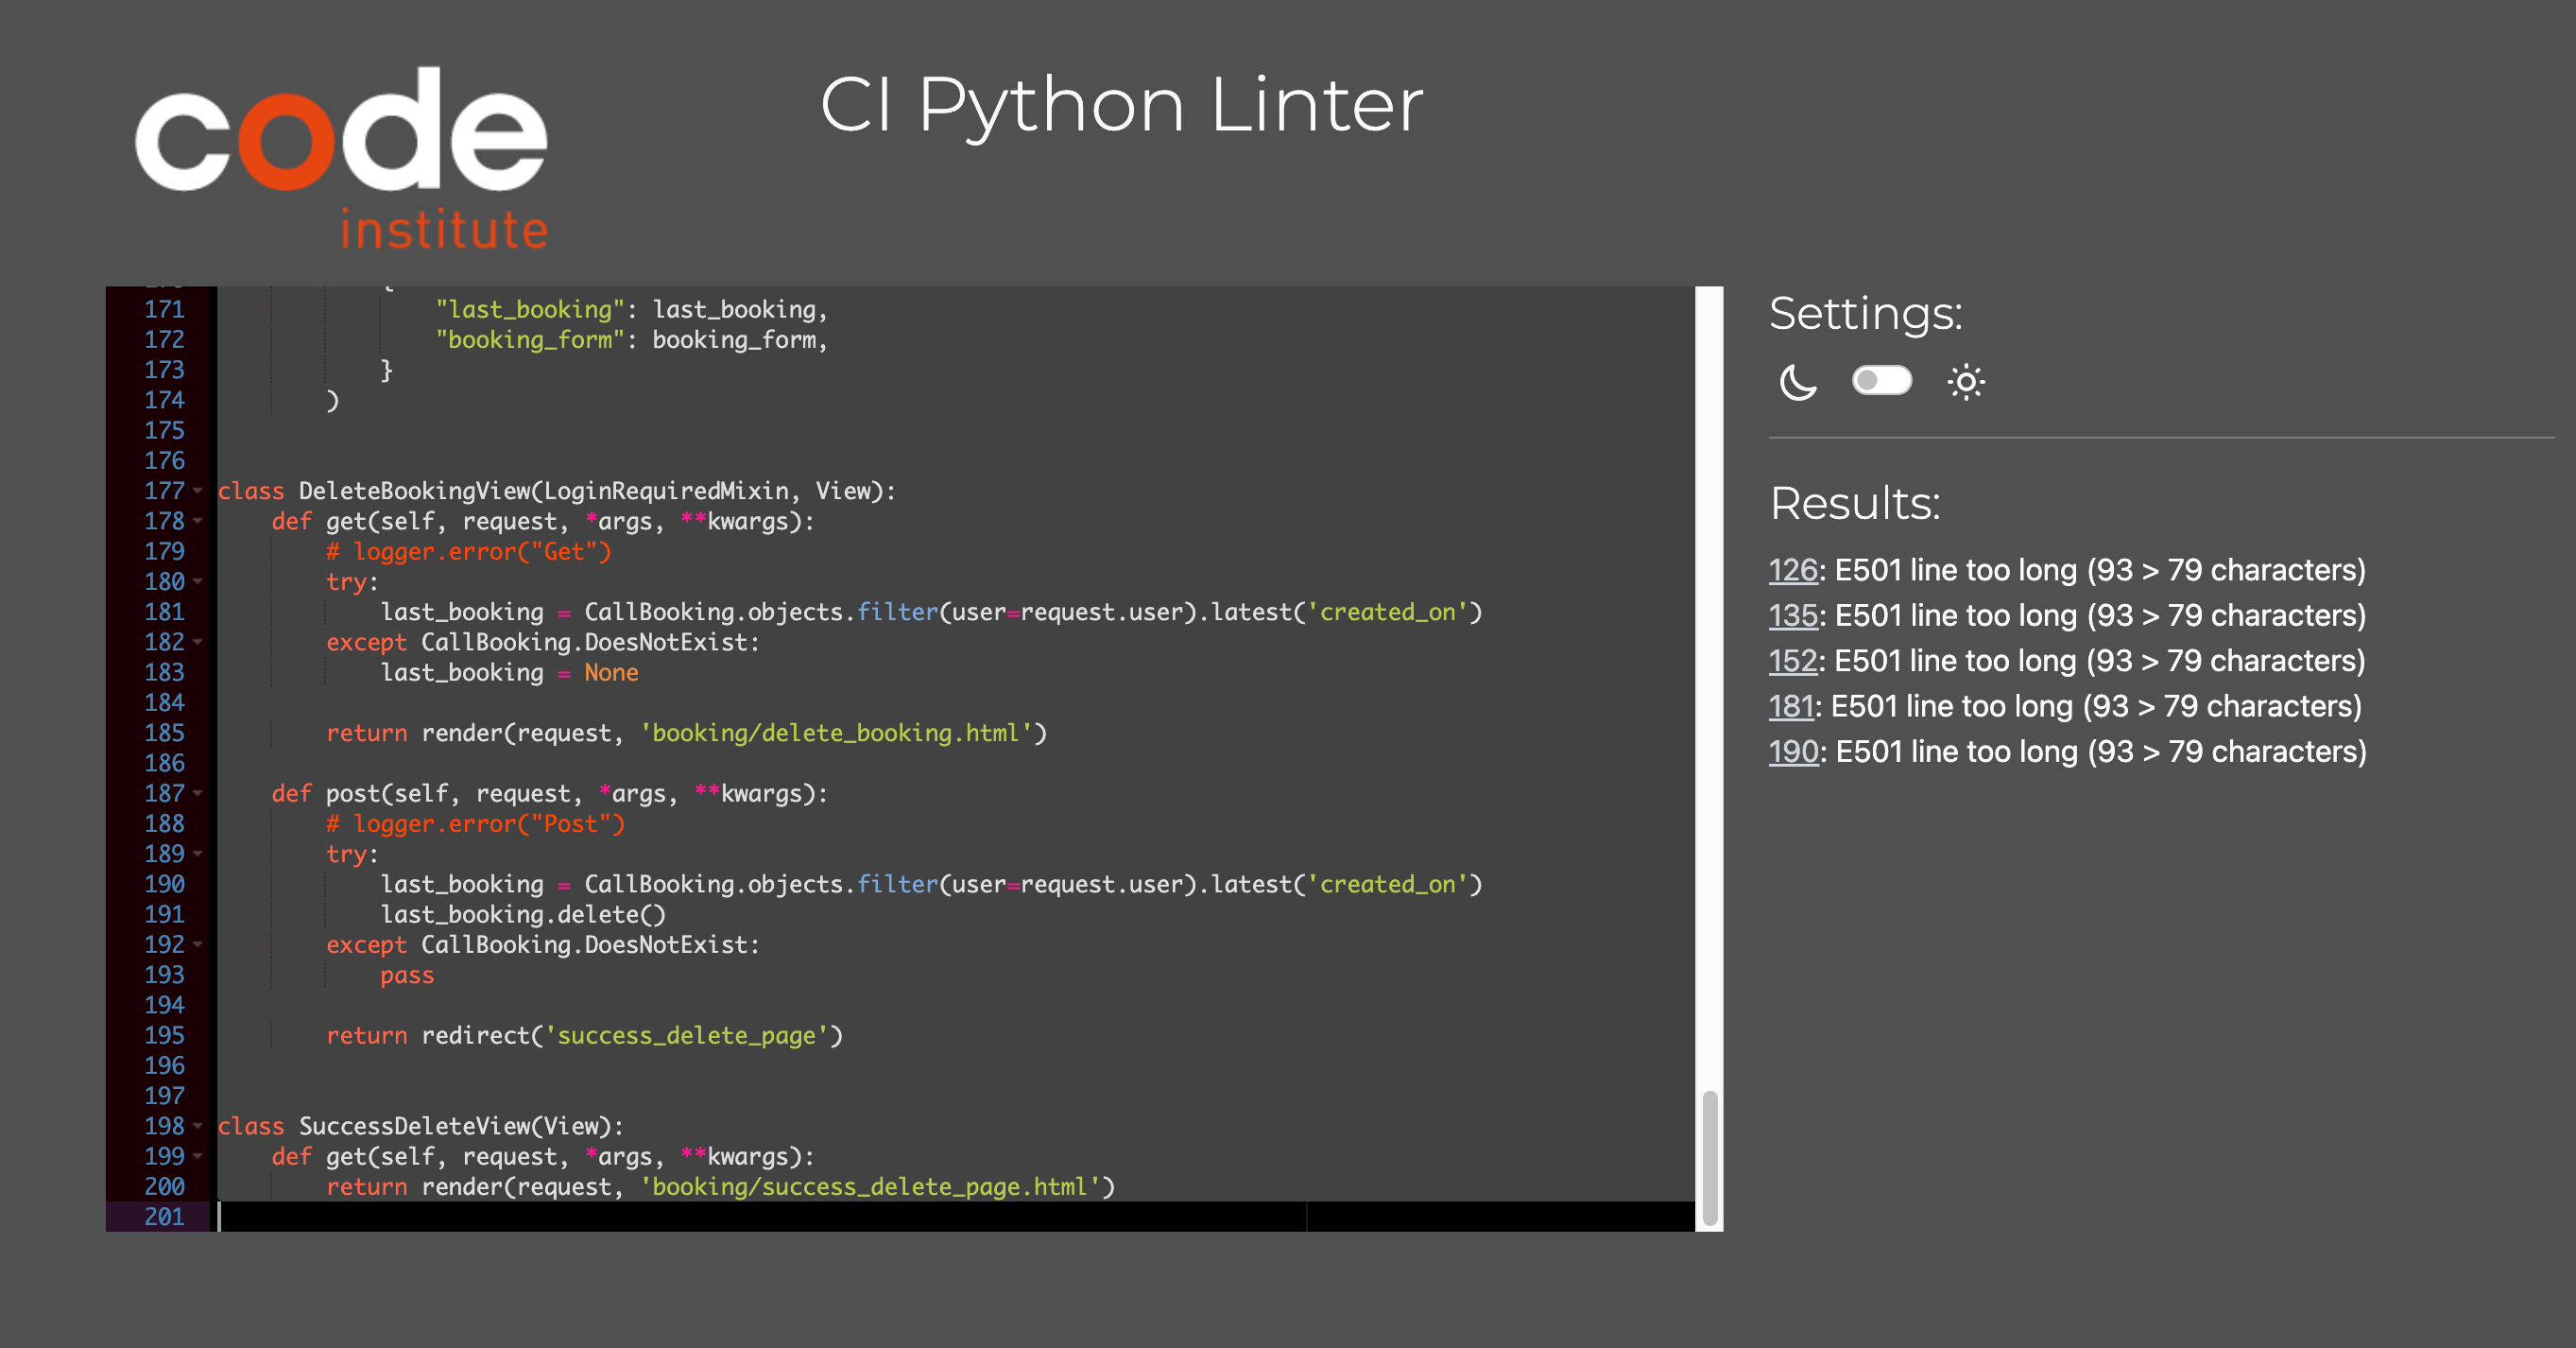 code
institute
CI Python Linter
171 "last_booking": last_booking,
172 "booking_form": booking_form,
173 }
174 )
175
176
177 class DeleteBookingView(LoginRequiredMixin, View):
178 def get(self, request, *args, **kwargs):
179 # logger.error("Get")
180 try:
181 last_booking = CallBooking.objects.filter(user=request.user).latest('created_on')
182 except CallBooking.DoesNotExist:
183 last_booking = None
184
185 return render(request, 'booking/delete_booking.html')
186
187 def post(self, request, *args, **kwargs):
188 # logger.error("Post")
189 try:
190 last_booking = CallBooking.objects.filter(user=request.user).latest('created_on')
191 last_booking.delete()
192 except CallBooking.DoesNotExist:
193 pass
194
195 return redirect('success_delete_page')
196
197
198 class SuccessDeleteView(View):
199 def get(self, request, *args, **kwargs):
200 return render(request, 'booking/success_delete_page.html')
201
Settings:
Results:
126: E501 line too long (93 > 79 characters)
135: E501 line too long (93 > 79 characters)
152: E501 line too long (93 > 79 characters)
181: E501 line too long (93 > 79 characters)
190: E501 line too long (93 > 79 characters)